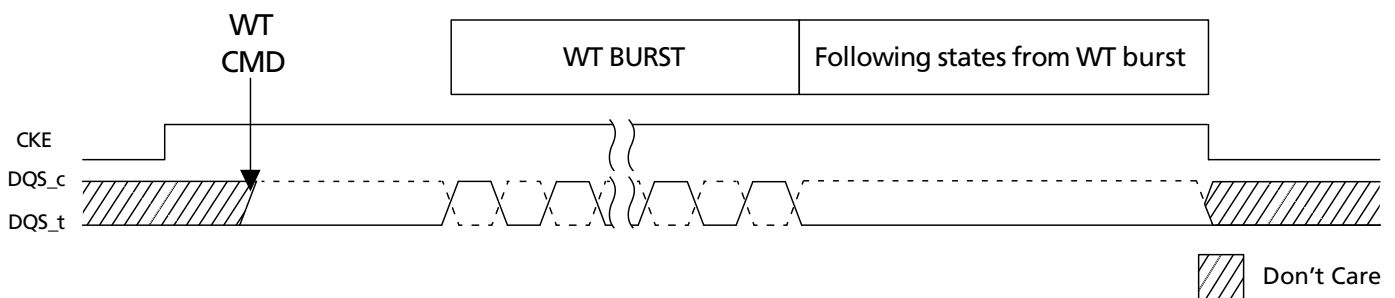 WT
CMD
WT BURST
Following states from WT burst
CKE
DQS_c
DQS_t
Don't Care